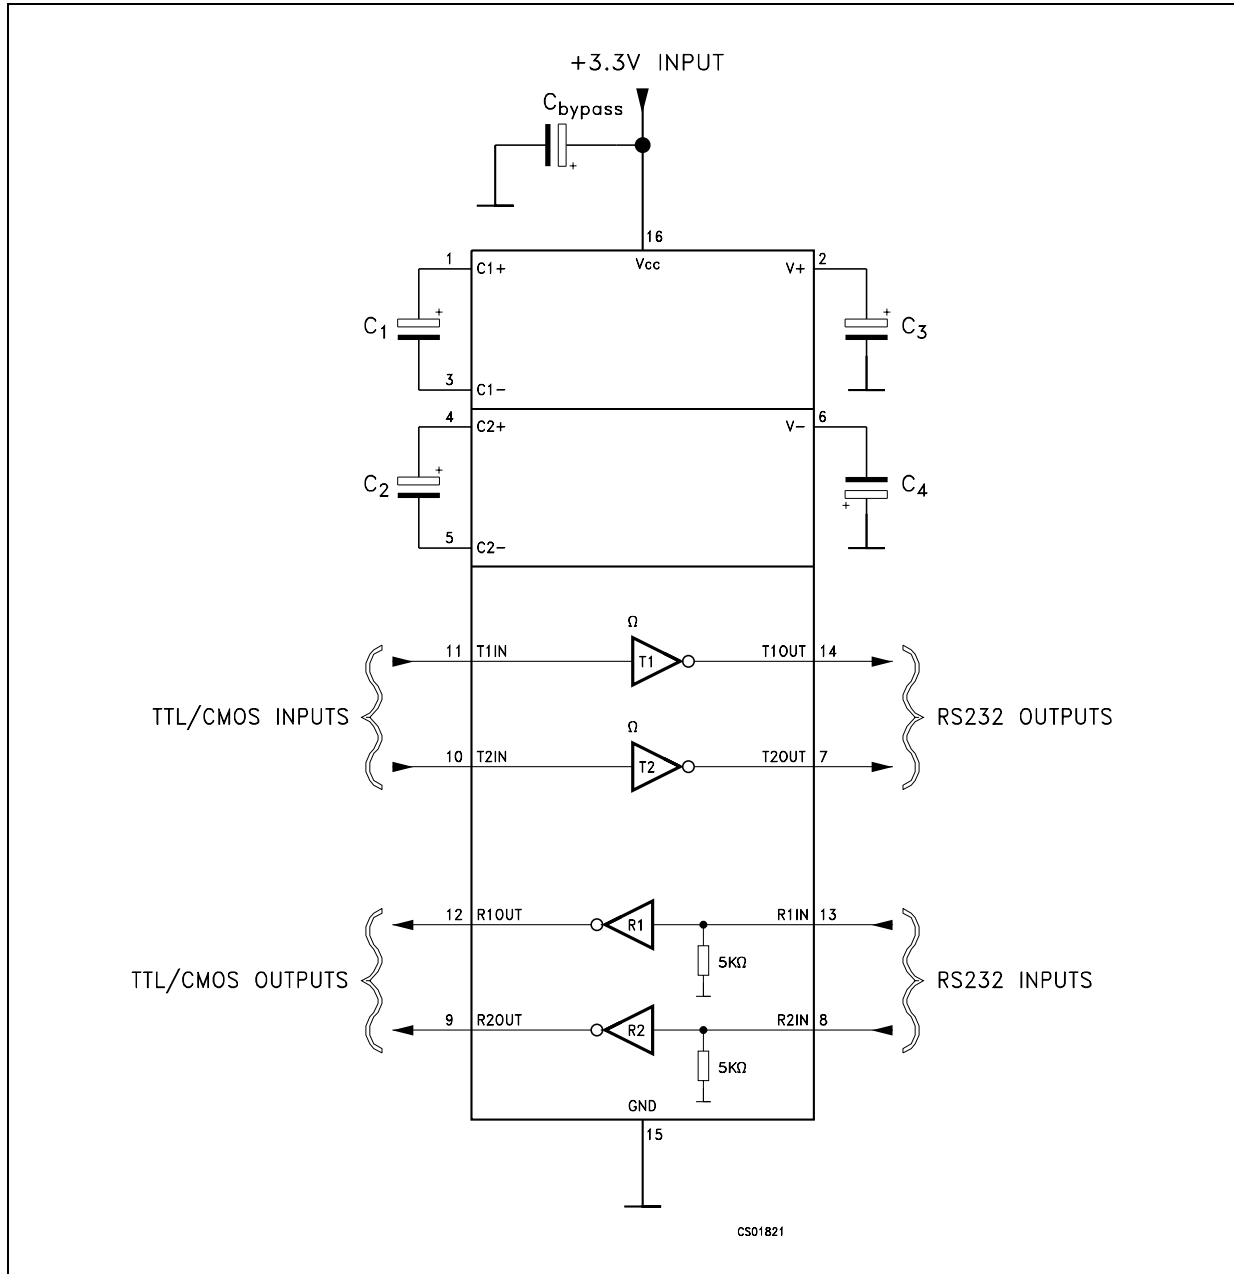 +3.3V INPUT
Cbypass
16
Vcc
1 C1+
V+ 2
C1
C3
3 C1-
4 C2+
V- 6
C2
C4
5 C2-
Ω
11 T1IN T1 T1OUT 14
TTL/CMOS INPUTS
RS232 OUTPUTS
Ω
10 T2IN T2 T2OUT 7
12 R1OUT R1 R1IN 13
5KΩ
TTL/CMOS OUTPUTS
RS232 INPUTS
9 R2OUT R2 R2IN 8
5KΩ
GND
15
CS01821